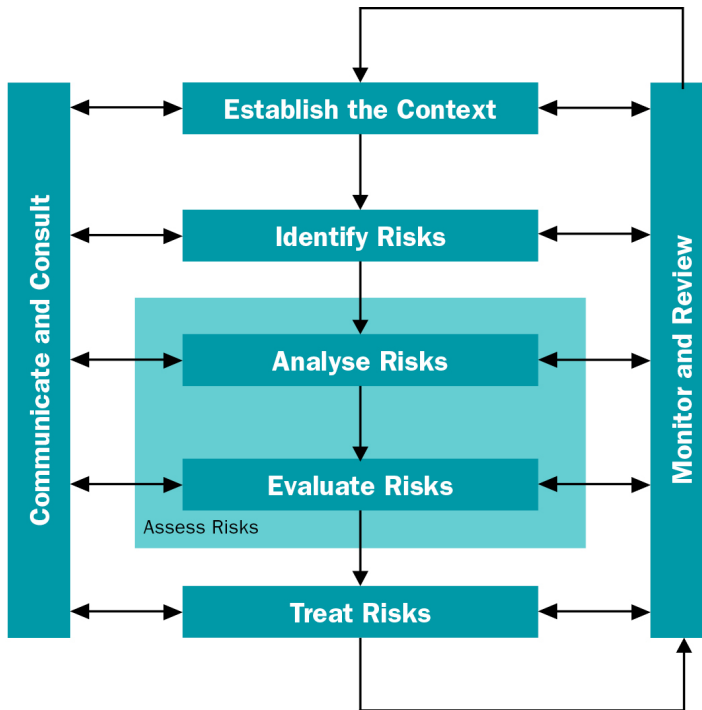 Establish the Context
Communicate and Consult
Identify Risks
Monitor and Review
Analyse Risks
Evaluate Risks
Assess Risks
Treat Risks